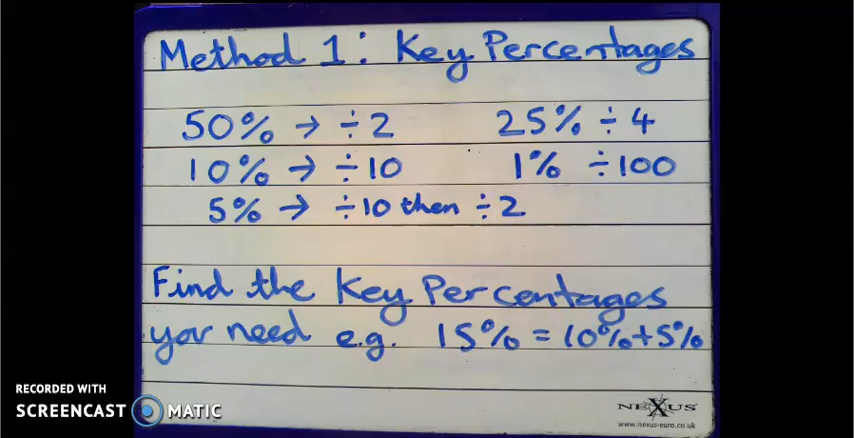 Method 1: Key Percentages
50% → ÷2 25% ÷ 4
10% → ÷10 1% ÷100
5% → ÷10 then ÷2
Find the Key Percentages
you need e.g. 15% = 10%+5%
RECORDED WITH
SCREENCAST MATIC
NEXUS
www.nexus-euro.co.uk